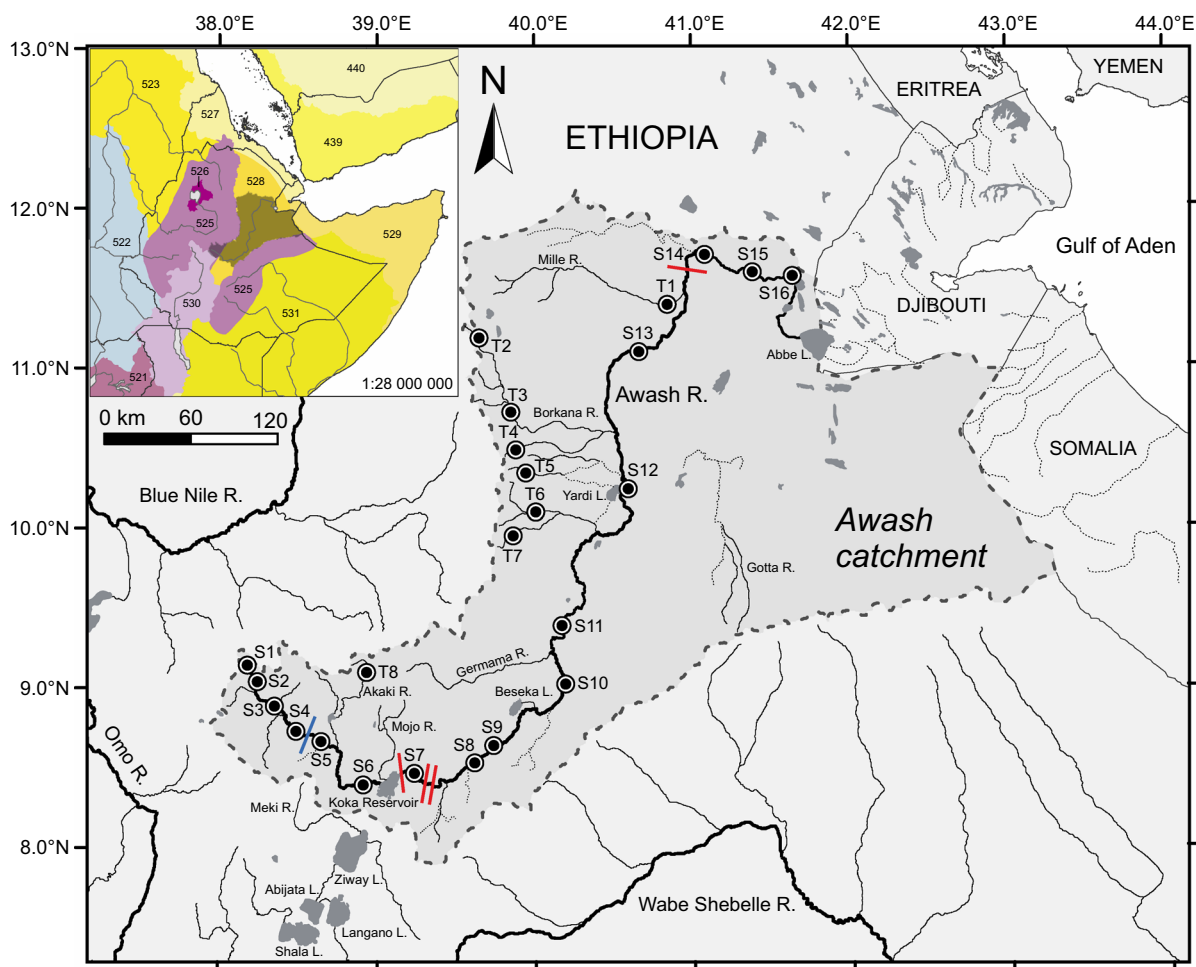 38.0°E 39.0°E 40.0°E 41.0°E 42.0°E 43.0°E 44.0°E
13.0°N
12.0°N
11.0°N
10.0°N
9.0°N
8.0°N
440
523
527
439
526
528
525
522
529
530
525
531
521
1:28 000 000
0 km 60 120
N
ETHIOPIA
YEMEN
ERITREA
Gulf of Aden
DJIBOUTI
SOMALIA
S14
S15
S16
Mille R.
T1
S13
Abbe L.
T2
Awash R.
T3
Borkana R.
T4
T5
S12
Yardi L.
T6
T7
Blue Nile R.
Awash
catchment
Gotta R.
S11
S1
S2
T8
Germama R.
Akaki R.
S10
Beseka L.
S3
S4
Mojo R.
S9
S5
S8
S7
S6
Omo R.
Koka Reservoir
Meki R.
Ziway L.
Abijata L.
Langano L.
Shala L.
Wabe Shebelle R.